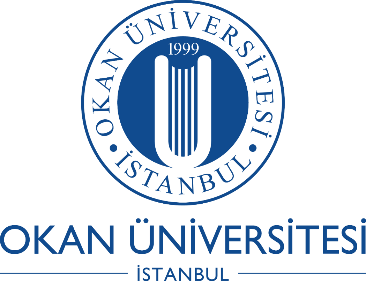 OKAN ÜNİVERSİTESİ
1999
• İSTANBUL •
OKAN ÜNİVERSİTESİ
İSTANBUL